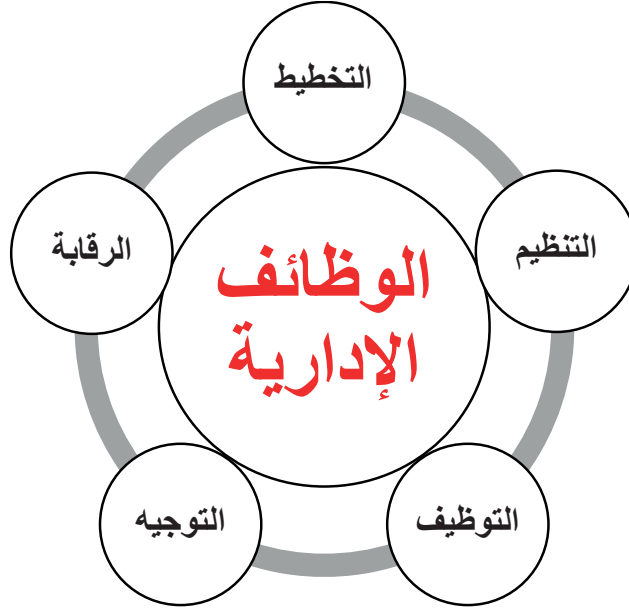 التخطيط
التنظيم
التوظيف
التوجيه
الرقابة
الوظائف
الإدارية